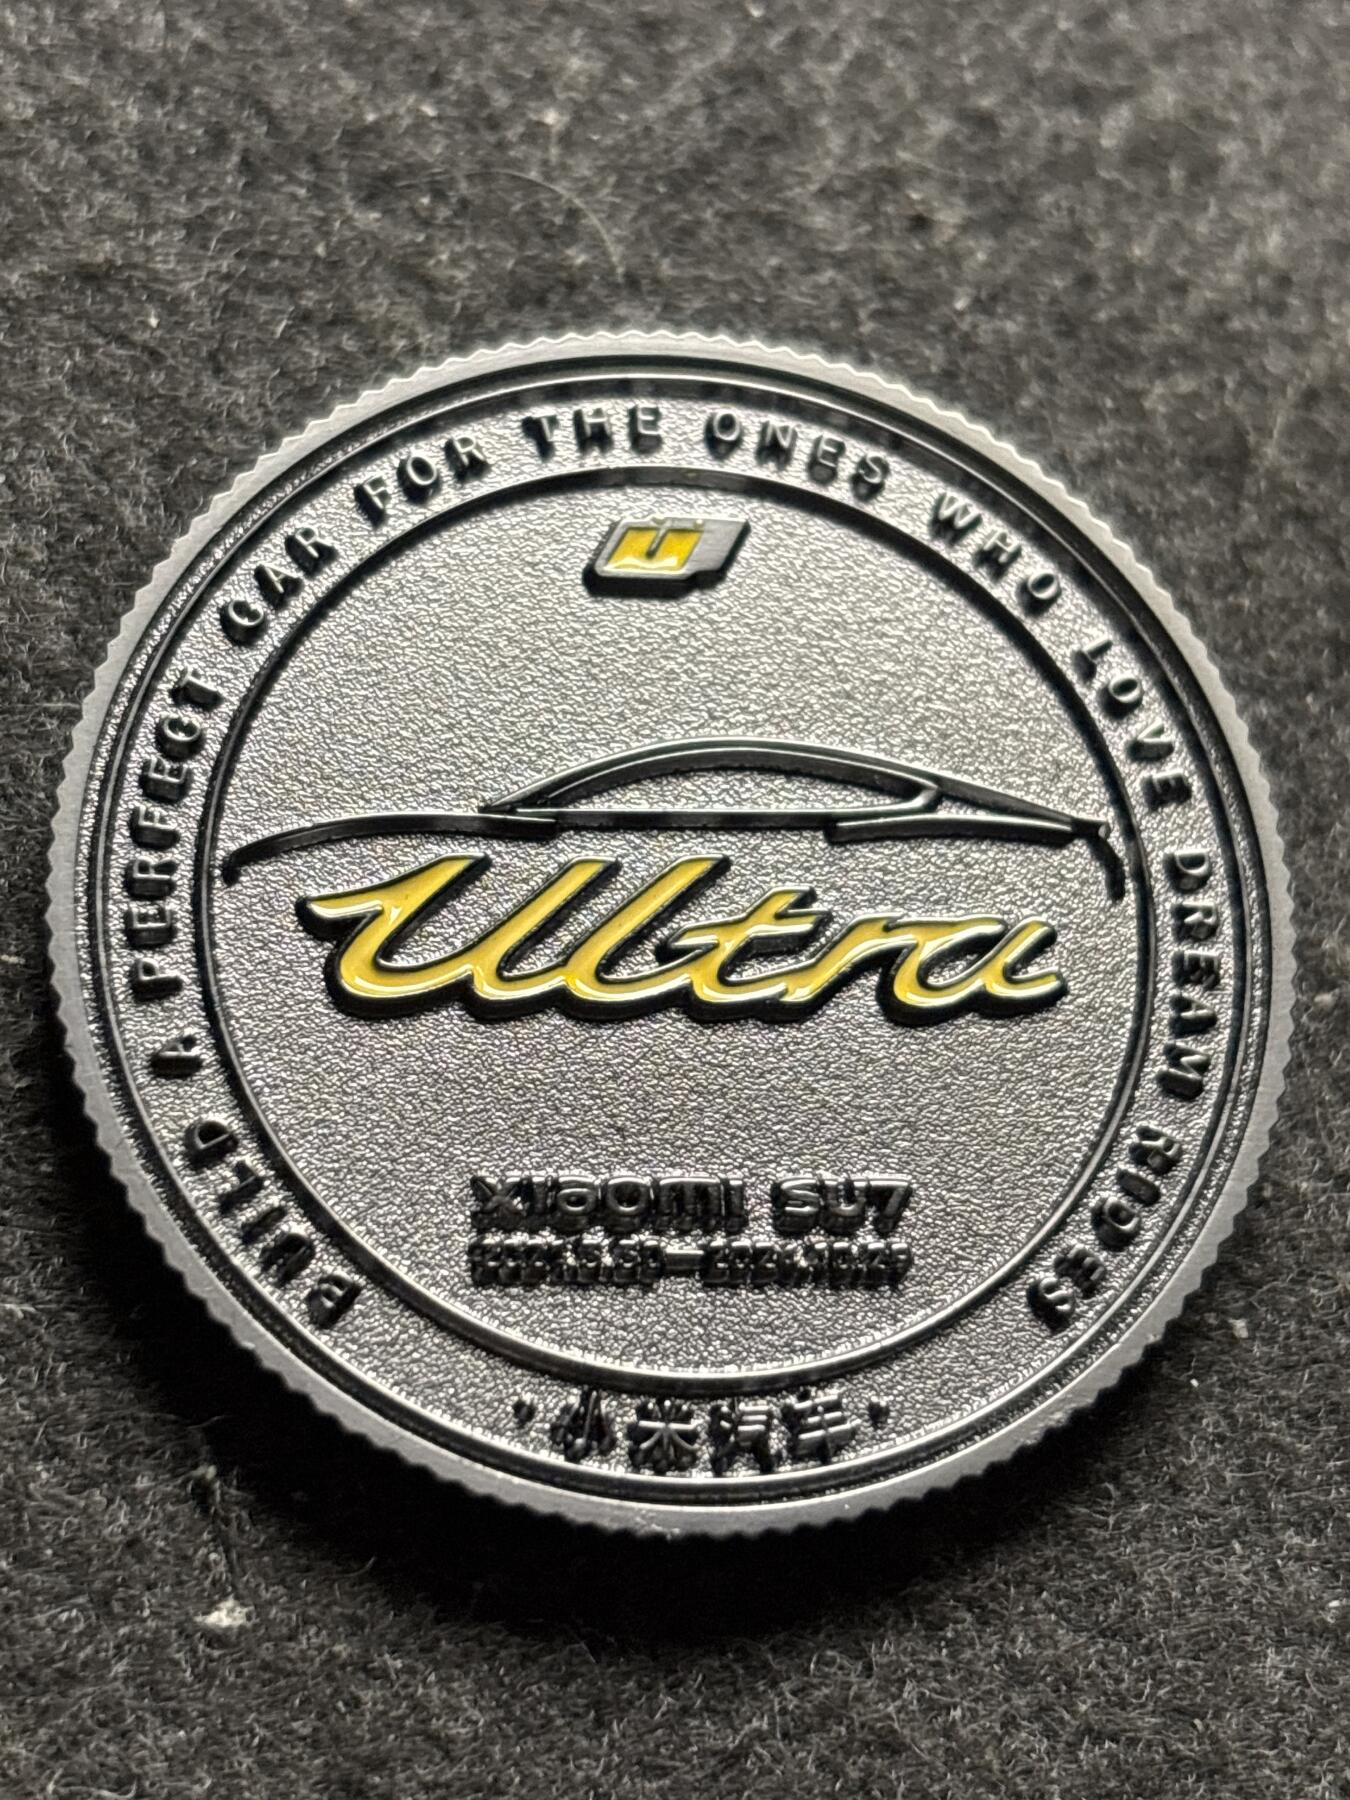 BUILD A PERFECT CAR FOR THE ONES WHO LOVE DREAM RIDES
U
Ultra
xiaomi SU7
小米汽车